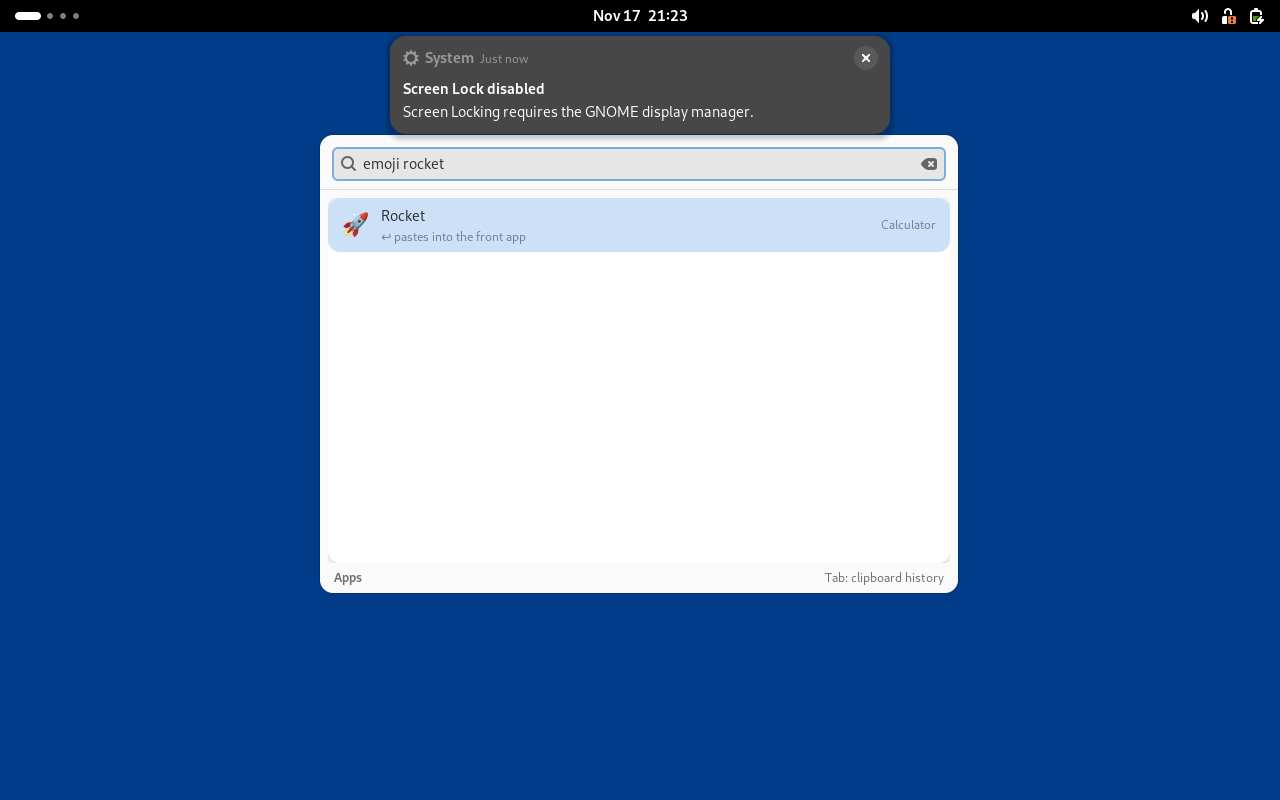 Nov 17 21:23
System Just now
Screen Lock disabled
Screen Locking requires the GNOME display manager.
emoji rocket
Rocket
↩ pastes into the front app
Calculator
Apps
Tab: clipboard history